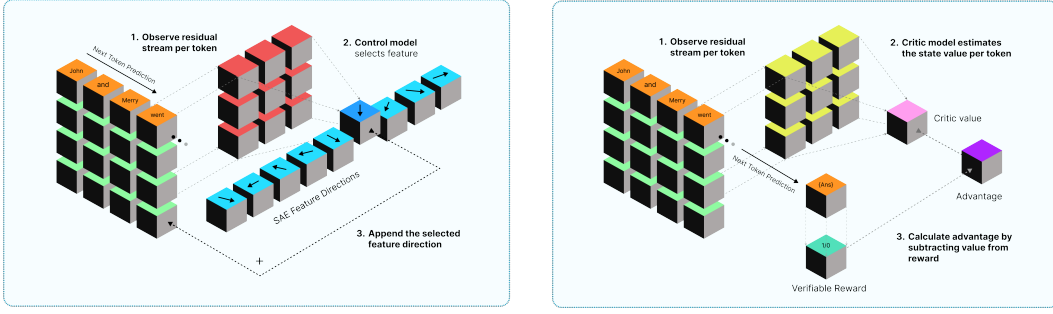 1. Observe residual
stream per token
2. Control model
selects feature
Next Token Prediction
John
and
Merry
went
SAE Feature Directions
3. Append the selected
feature direction
+
1. Observe residual
stream per token
2. Critic model estimates
the state value per token
John
and
Merry
went
Critic value
Next Token Prediction
{Ans}
Advantage
1/0
3. Calculate advantage by
subtracting value from
reward
Verifiable Reward